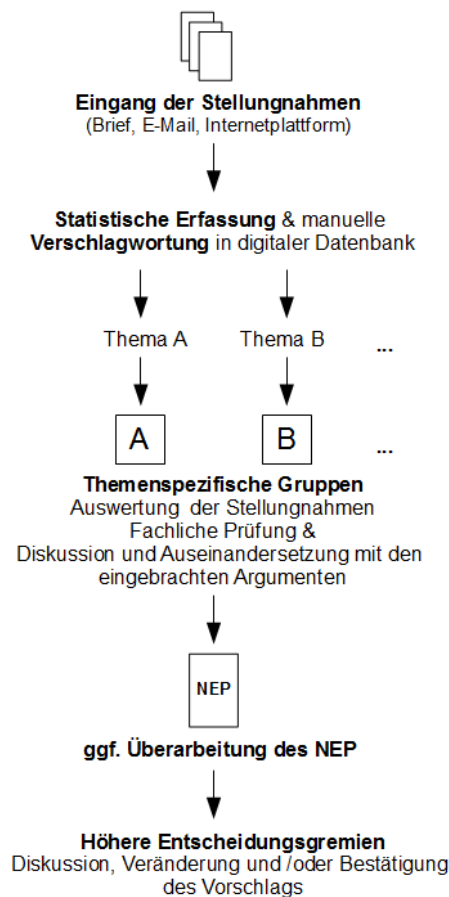 Eingang der Stellungnahmen
(Brief, E-Mail, Internetplattform)
Statistische Erfassung & manuelle
Verschlagwortung in digitaler Datenbank
Thema A Thema B ...
A B ...
Themenspezifische Gruppen
Auswertung der Stellungnahmen
Fachliche Prüfung &
Diskussion und Auseinandersetzung mit den
eingebrachten Argumenten
NEP
ggf. Überarbeitung des NEP
Höhere Entscheidungsgremien
Diskussion, Veränderung und /oder Bestätigung
des Vorschlags